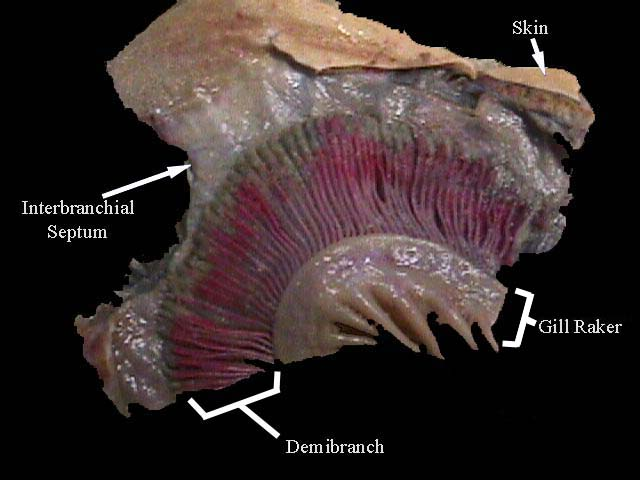 Skin
Interbranchial
Septum
Gill Raker
Demibranch